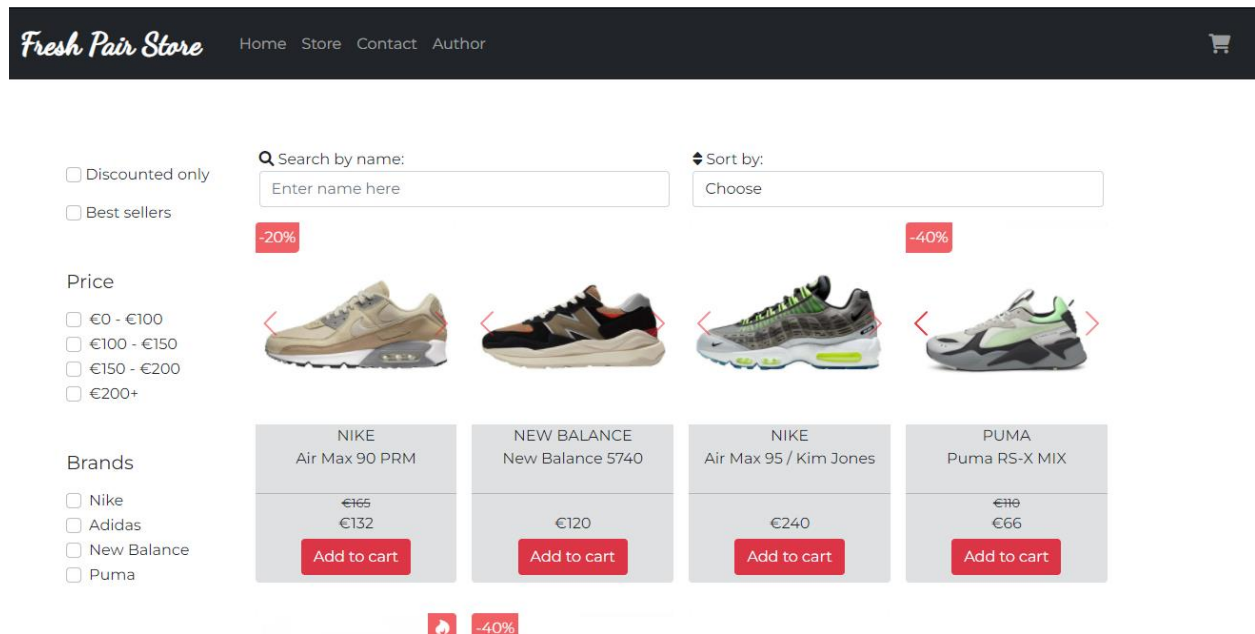 Fresh Pair Store
Home Store Contact Author
Discounted only
Best sellers
Price
€0 - €100
€100 - €150
€150 - €200
€200+
Brands
Nike
Adidas
New Balance
Puma
Search by name:
Enter name here
Sort by:
Choose
-20%
NIKE
Air Max 90 PRM
€165
€132
Add to cart
NEW BALANCE
New Balance 5740
€120
Add to cart
NIKE
Air Max 95 / Kim Jones
€240
Add to cart
-40%
PUMA
Puma RS-X MIX
€110
€66
Add to cart
-40%